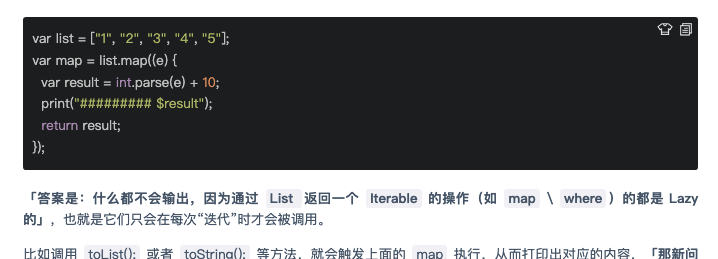 var list = ["1", "2", "3", "4", "5"];
var map = list.map((e) {
  var result = int.parse(e) + 10;
  print("######### $result");
  return result;
});
「答案是：什么都不会输出，因为通过 List 返回一个 Iterable 的操作（如 map \ where ）的都是 Lazy
的」，也就是它们只会在每次“迭代”时才会被调用。
比如调用 toList(); 或者 toString(); 等方法，就会触发上面的 map 执行，从而打印出对应的内容，「那新问